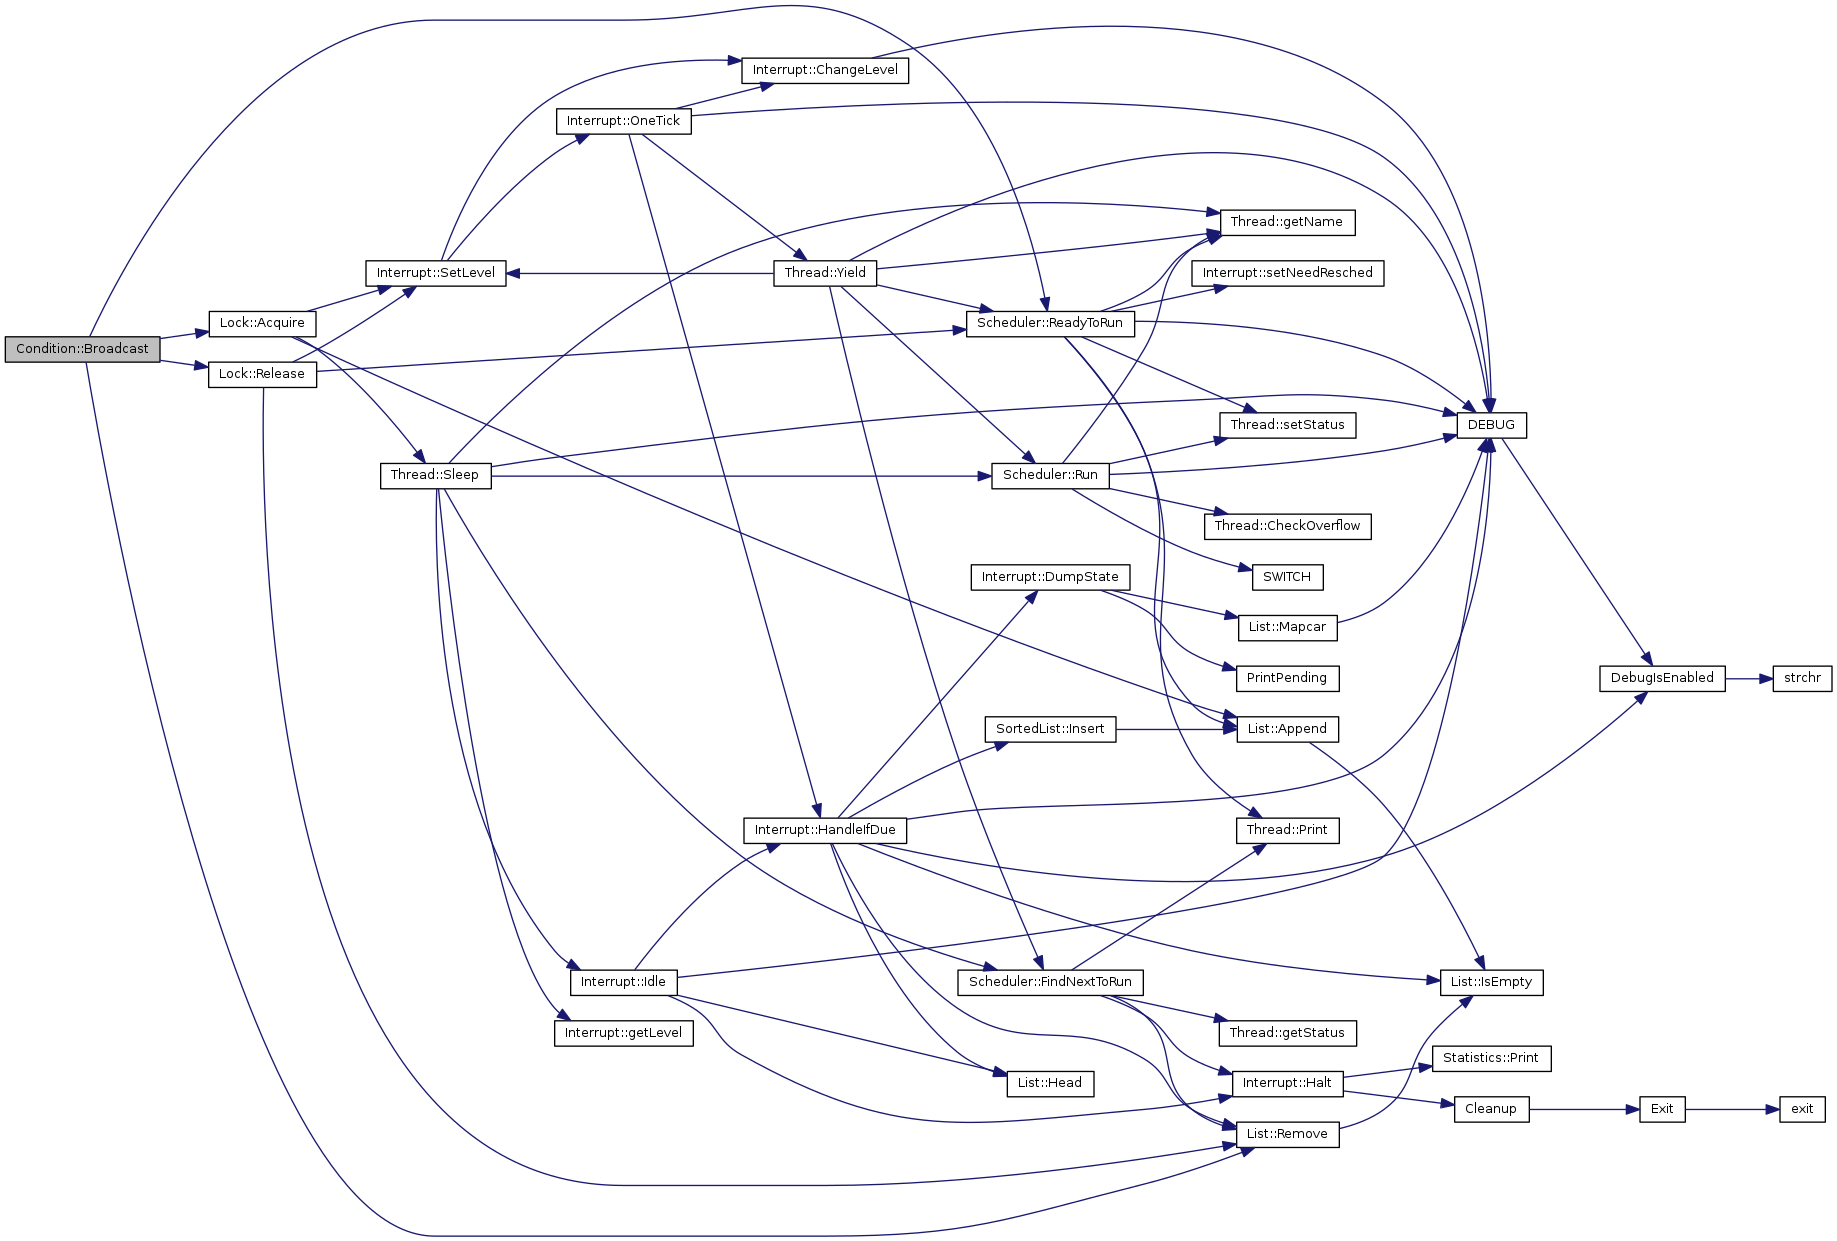 Interrupt::ChangeLevel
Interrupt::OneTick
Thread::getName
Interrupt::SetLevel
Thread::Yield
Interrupt::setNeedResched
Lock::Acquire
Scheduler::ReadyToRun
Condition::Broadcast
Lock::Release
Thread::setStatus
DEBUG
Thread::Sleep
Scheduler::Run
Thread::CheckOverflow
Interrupt::DumpState
SWITCH
List::Mapcar
PrintPending
DebugIsEnabled
strchr
SortedList::Insert
List::Append
Interrupt::HandleIfDue
Thread::Print
Interrupt::Idle
Scheduler::FindNextToRun
List::IsEmpty
Interrupt::getLevel
Thread::getStatus
Statistics::Print
List::Head
Interrupt::Halt
Cleanup
Exit
exit
List::Remove